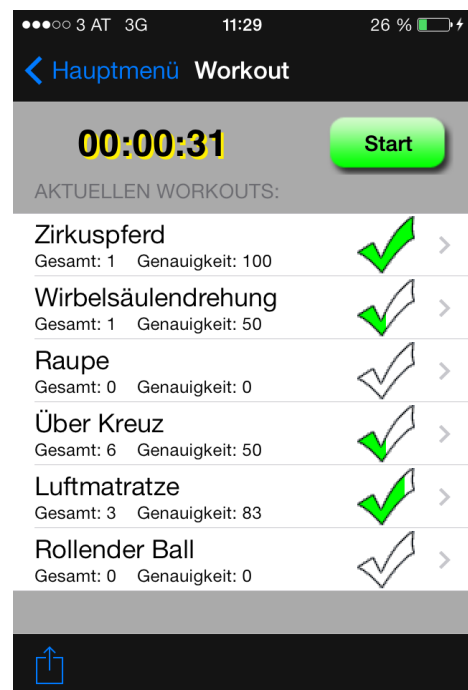 3 AT 3G 11:29 26 %
Hauptmenü Workout
00:00:31 Start
AKTUELLEN WORKOUTS:
Zirkuspferd
Gesamt: 1 Genauigkeit: 100
Wirbelsäulendrehung
Gesamt: 1 Genauigkeit: 50
Raupe
Gesamt: 0 Genauigkeit: 0
Über Kreuz
Gesamt: 6 Genauigkeit: 50
Luftmatratze
Gesamt: 3 Genauigkeit: 83
Rollender Ball
Gesamt: 0 Genauigkeit: 0